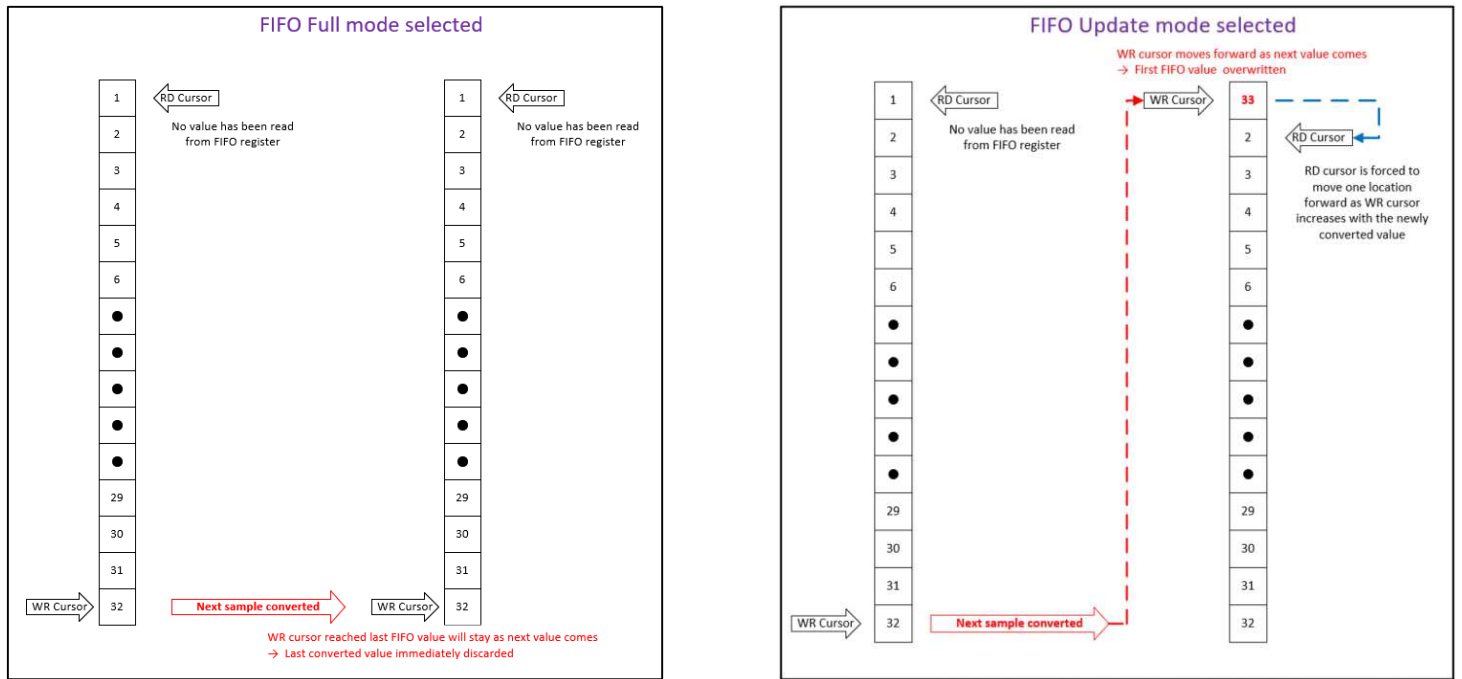 FIFO Full mode selected
1
RD Cursor
No value has been read
from FIFO register
2
3
4
5
6
29
30
31
WR Cursor
32
Next sample converted
1
RD Cursor
No value has been read
from FIFO register
2
3
4
5
6
29
30
31
WR Cursor
32
WR cursor reached last FIFO value will stay as next value comes
→ Last converted value immediately discarded
FIFO Update mode selected
WR cursor moves forward as next value comes
→ First FIFO value overwritten
1
RD Cursor
No value has been read
from FIFO register
2
3
4
5
6
29
30
31
WR Cursor
32
Next sample converted
WR Cursor
33
2
RD Cursor
RD cursor is forced to
move one location
forward as WR cursor
increases with the newly
converted value
3
4
5
6
29
30
31
32